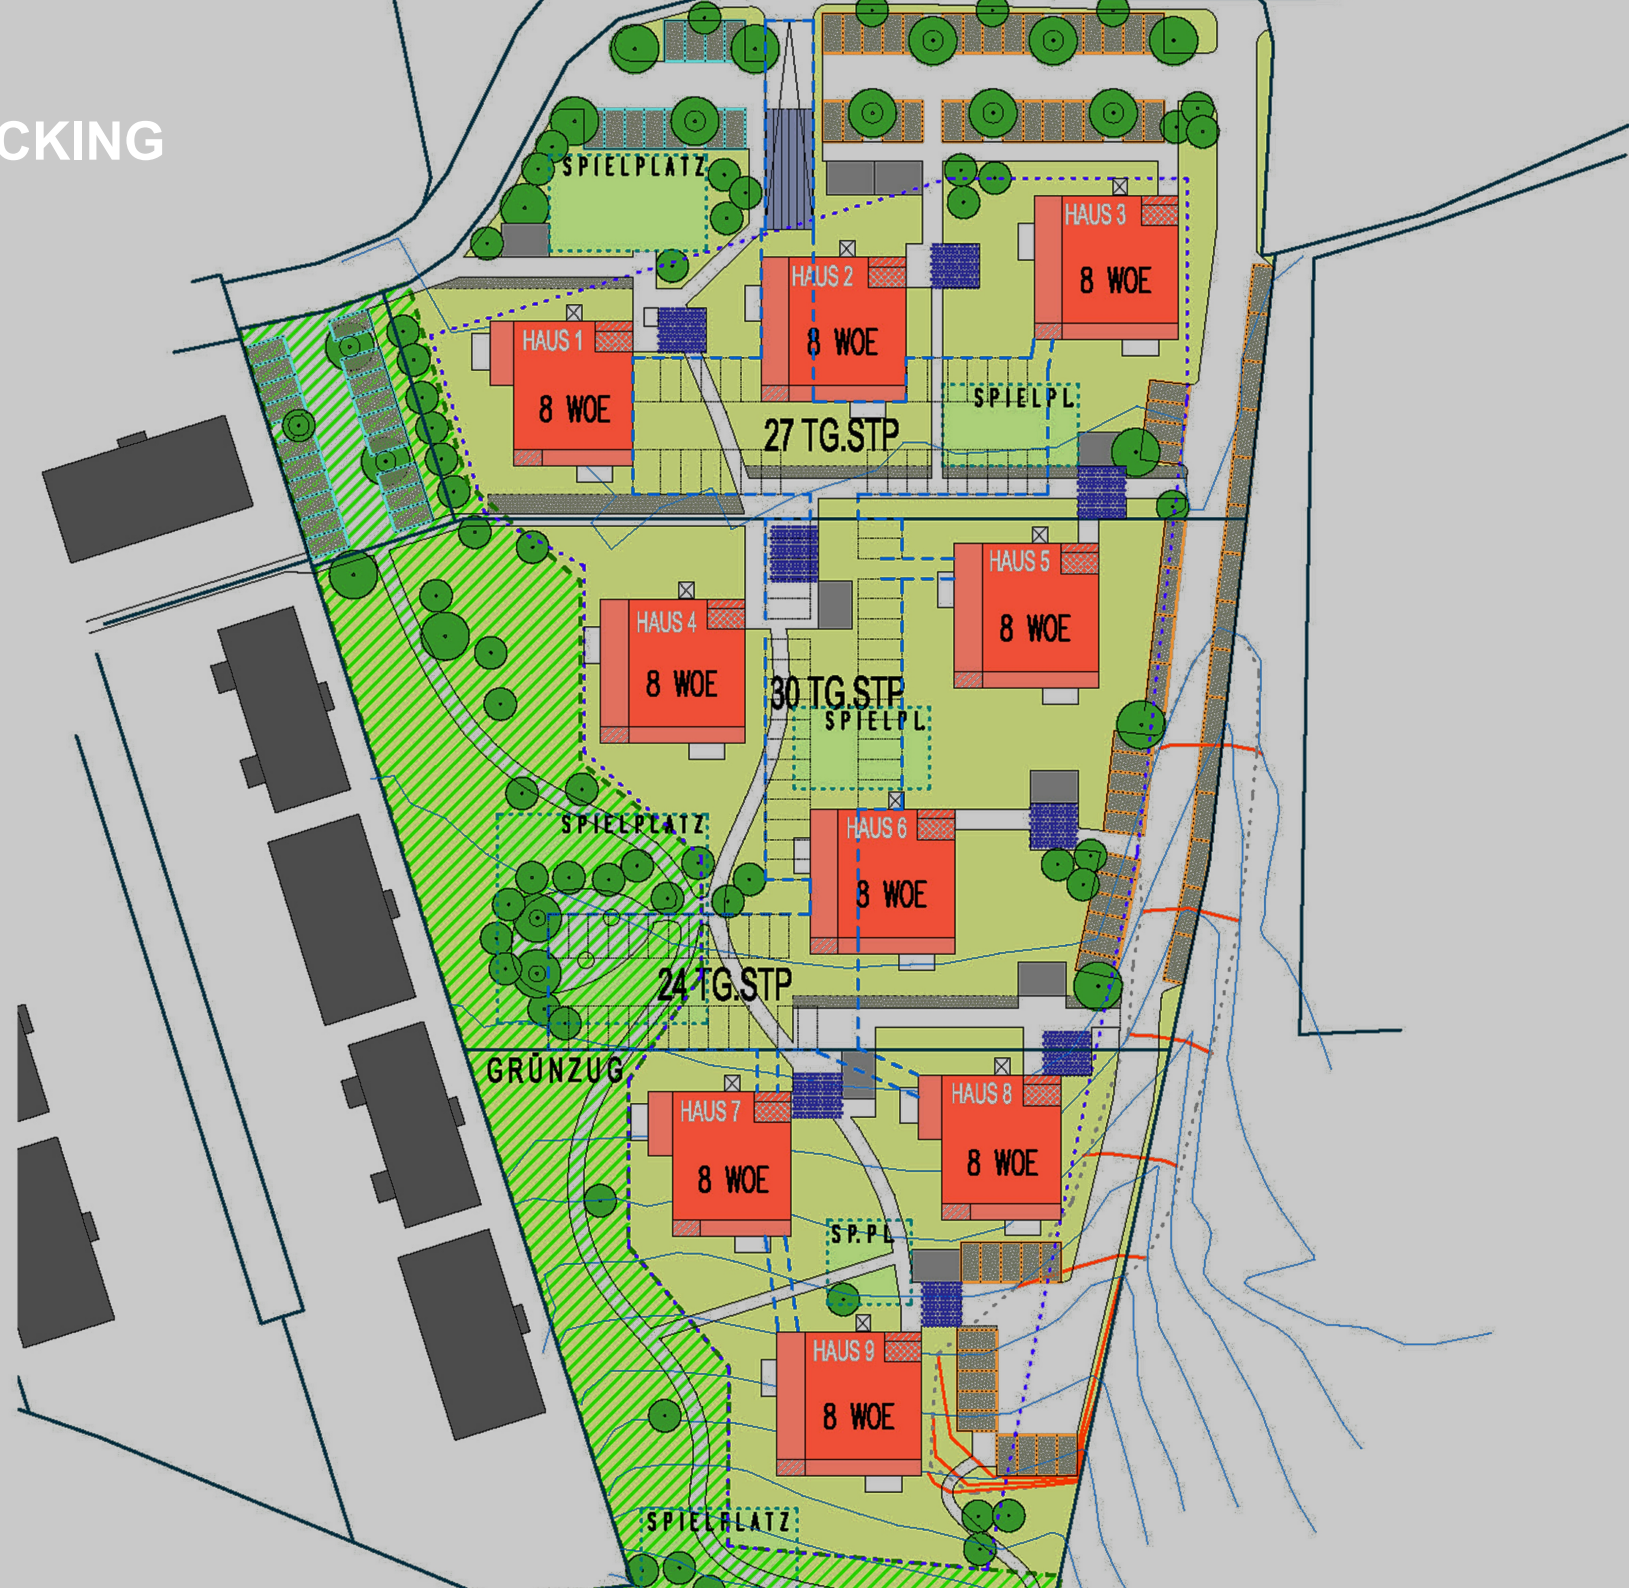 CKING
SPIELPLATZ
HAUS 3
8 WOE
HAUS 2
8 WOE
HAUS 1
8 WOE
SPIELPL
27 TG.STP
HAUS 5
8 WOE
HAUS 4
8 WOE
30 TG.STP
SPIELPL
SPIELPLATZ
HAUS 6
8 WOE
24 TG.STP
GRÜNZUG
HAUS 7
8 WOE
HAUS 8
8 WOE
SP.PL
HAUS 9
8 WOE
SPIELPLATZ